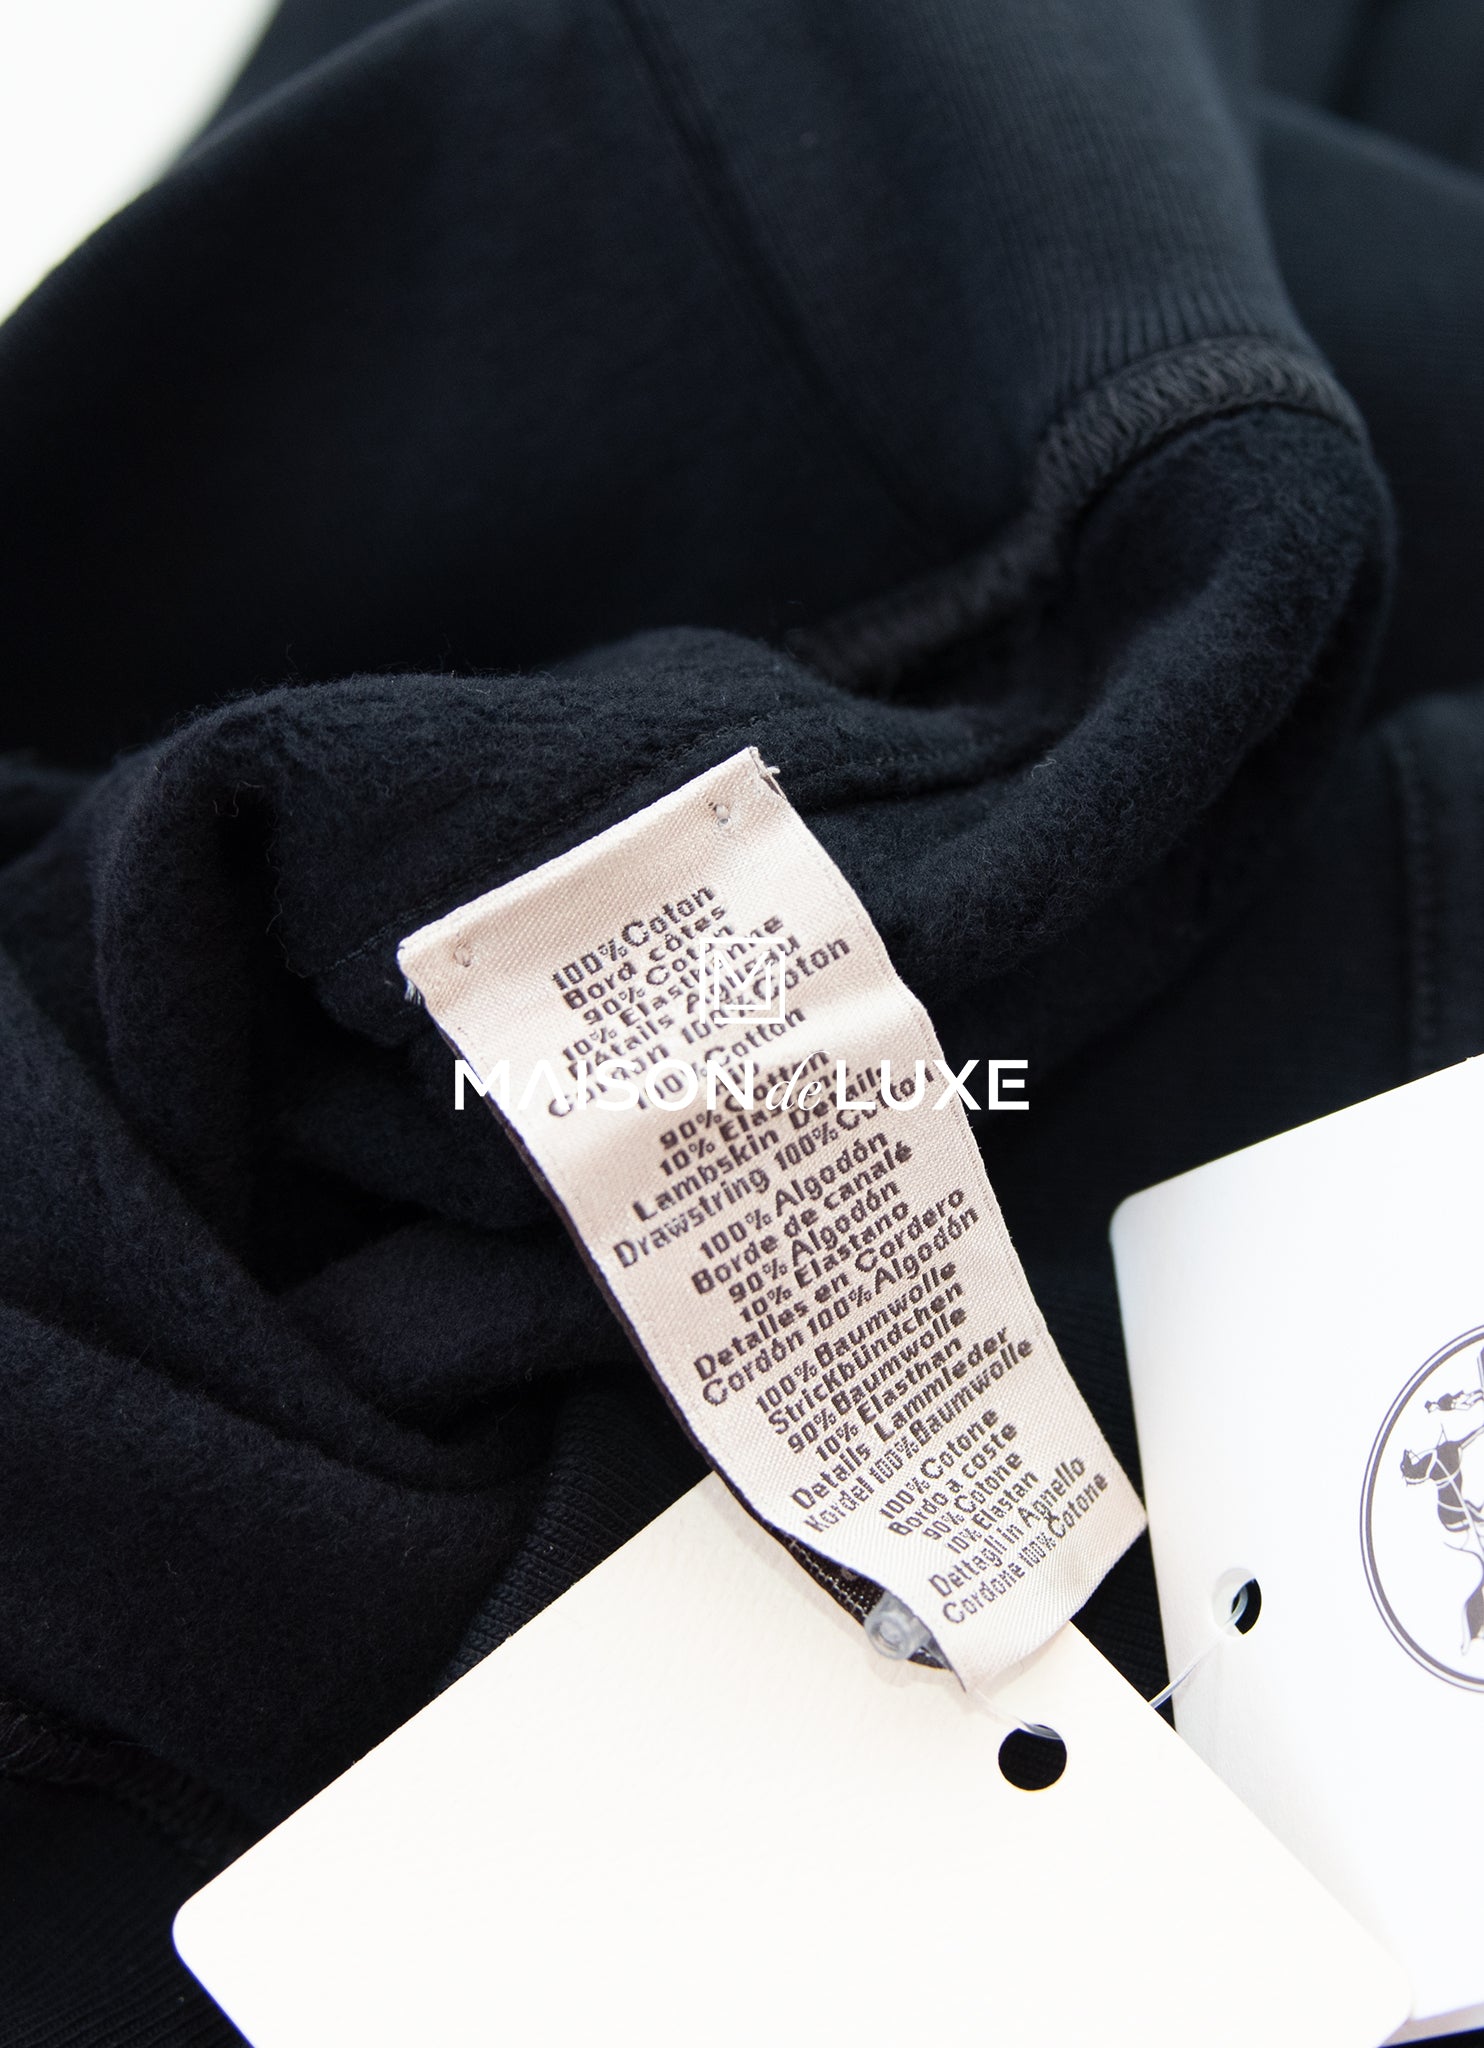 100% Coton
Bord côtes
90% Coton
10% Elasthanne
Détails Agneau
Cordon 100% Coton
100% Cotton
90% Cotton
10% Elastane
Lambskin Details
Drawstring 100% Cotton
100% Algodón
Borde de canalé
90% Algodón
10% Elastano
Detalles en Cordero
Cordón 100% Algodón
100% Baumwolle
Strickbündchen
90% Baumwolle
10% Elasthan
Details Lammleder
Kordel 100% Baumwolle
100% Cotone
Bordo a coste
90% Cotone
10% Elastan
Dettagli in Agnello
Cordone 100% Cotone
MAISON de LUXE